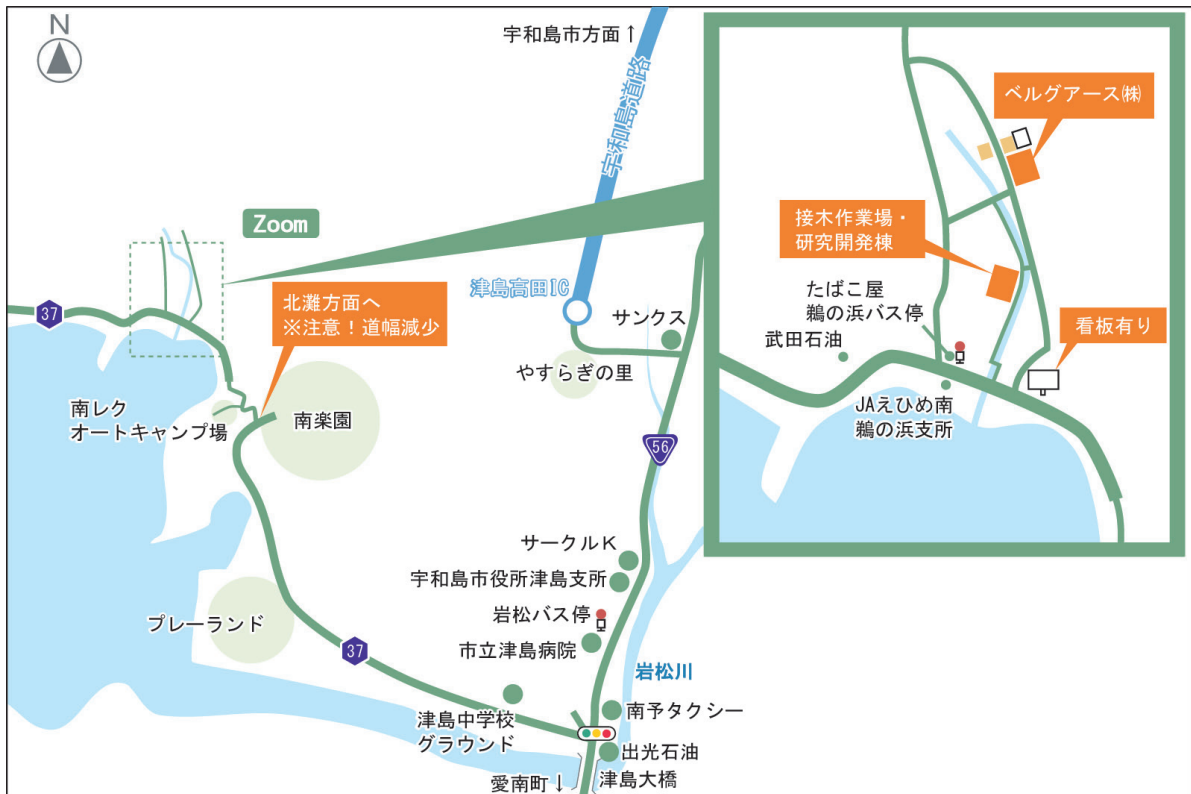 N
宇和島市方面↑
宇和島道路
Zoom
津島高田IC
サンクス
やすらぎの里
37
北灘方面へ
※注意！道幅減少
南レク
オートキャンプ場
南楽園
56
サークルK
宇和島市役所津島支所
岩松バス停
市立津島病院
プレーランド
37
岩松川
津島中学校
グラウンド
南予タクシー
出光石油
愛南町↓
津島大橋
ベルグアース㈱
接木作業場・
研究開発棟
たばこ屋
鵜の浜バス停
武田石油
看板有り
JAえひめ南
鵜の浜支所